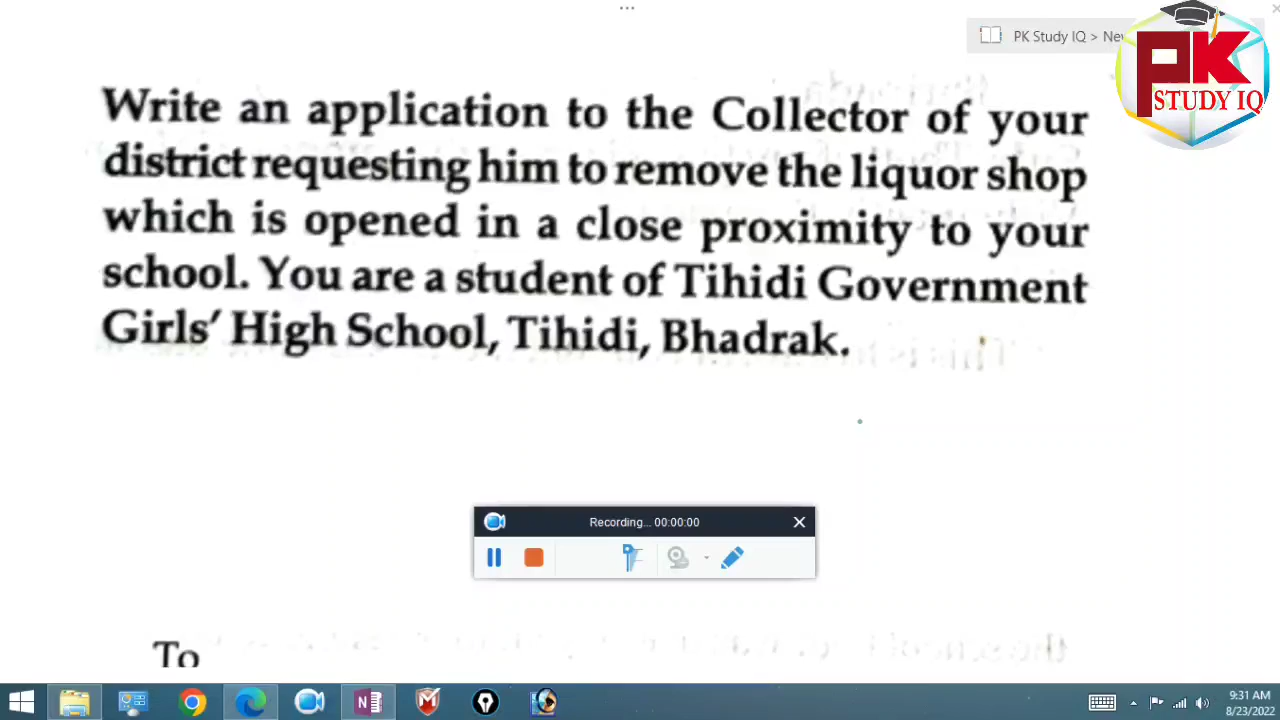 PK Study IQ > Nev
PK
STUDY IQ
Write an application to the Collector of your
district requesting him to remove the liquor shop
which is opened in a close proximity to your
school. You are a student of Tihidi Government
Girls' High School, Tihidi, Bhadrak.
Recording... 00:00:00
To
9:31 AM
8/23/2022